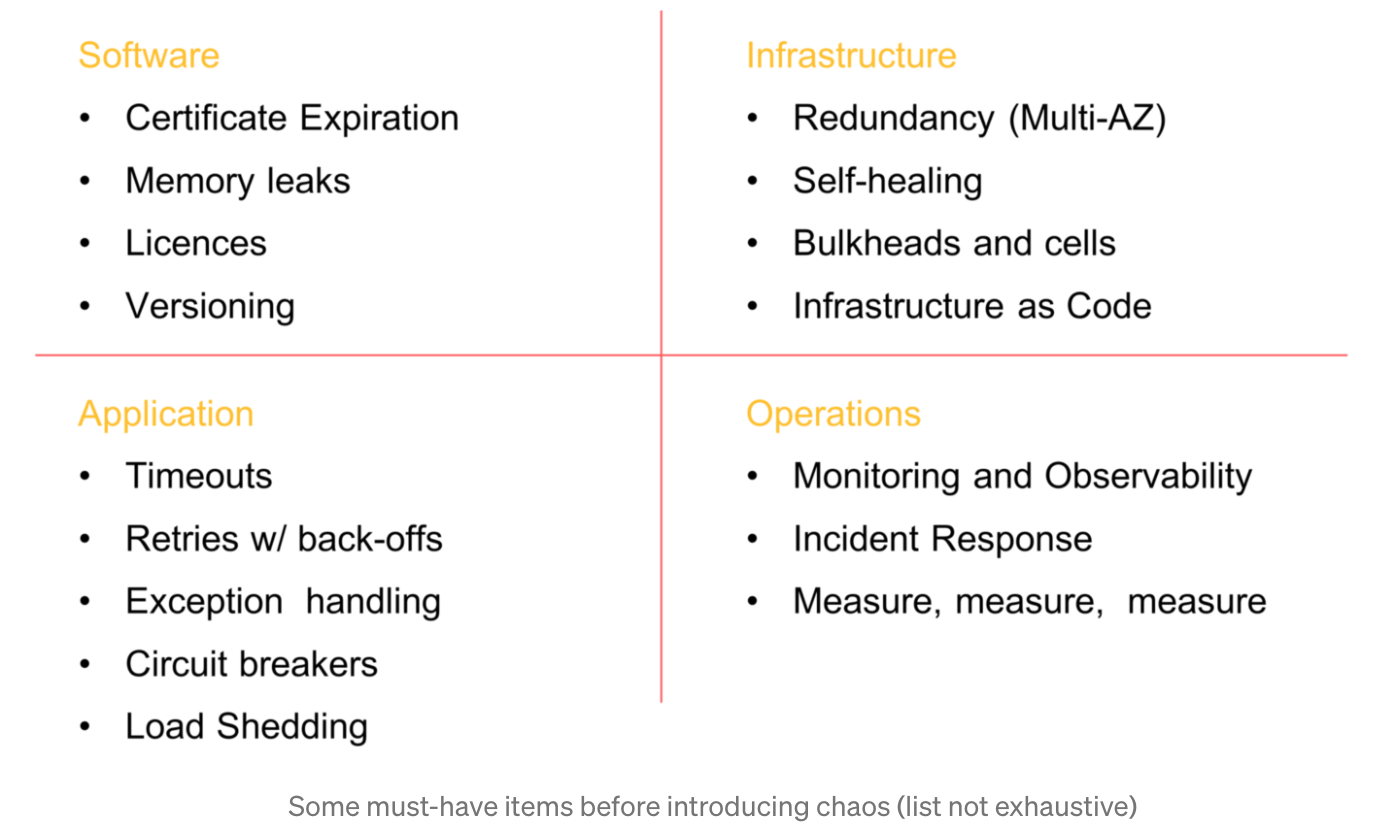 Software
• Certificate Expiration
• Memory leaks
• Licences
• Versioning
Infrastructure
• Redundancy (Multi-AZ)
• Self-healing
• Bulkheads and cells
• Infrastructure as Code
Application
• Timeouts
• Retries w/ back-offs
• Exception  handling
• Circuit breakers
• Load Shedding
Operations
• Monitoring and Observability
• Incident Response
• Measure, measure,  measure
Some must-have items before introducing chaos (list not exhaustive)